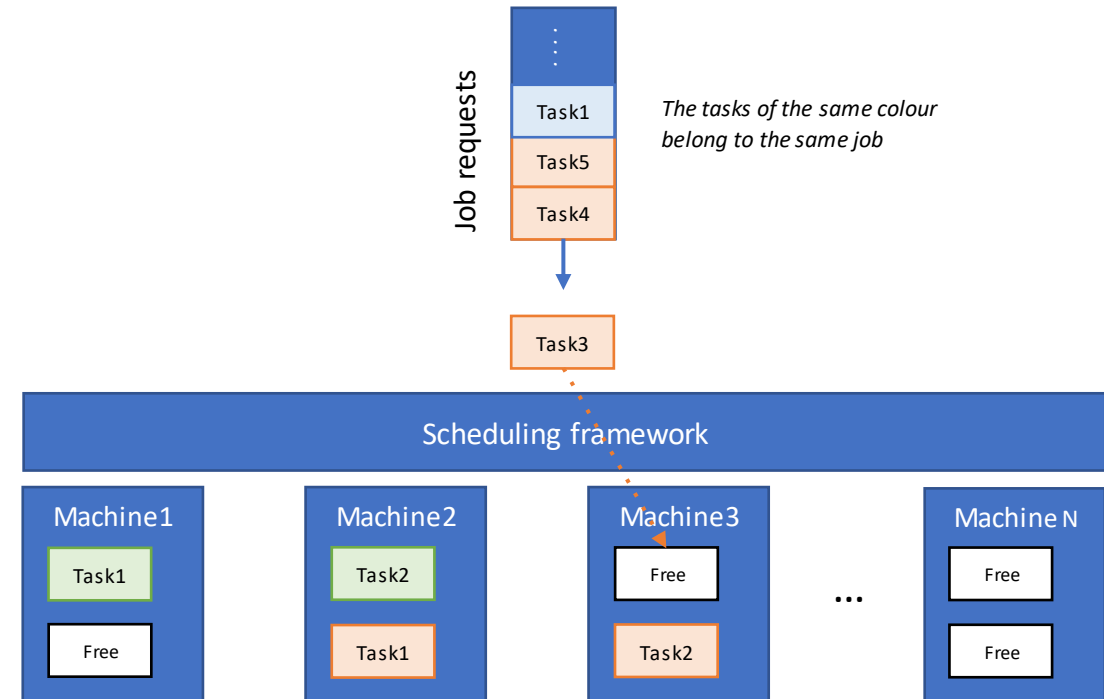 Job requests
....
Task1
Task5
Task4
The tasks of the same colour
belong to the same job
Task3
Scheduling framework
Machine1
Task1
Free
Machine2
Task2
Task1
Machine3
Free
Task2
...
Machine N
Free
Free